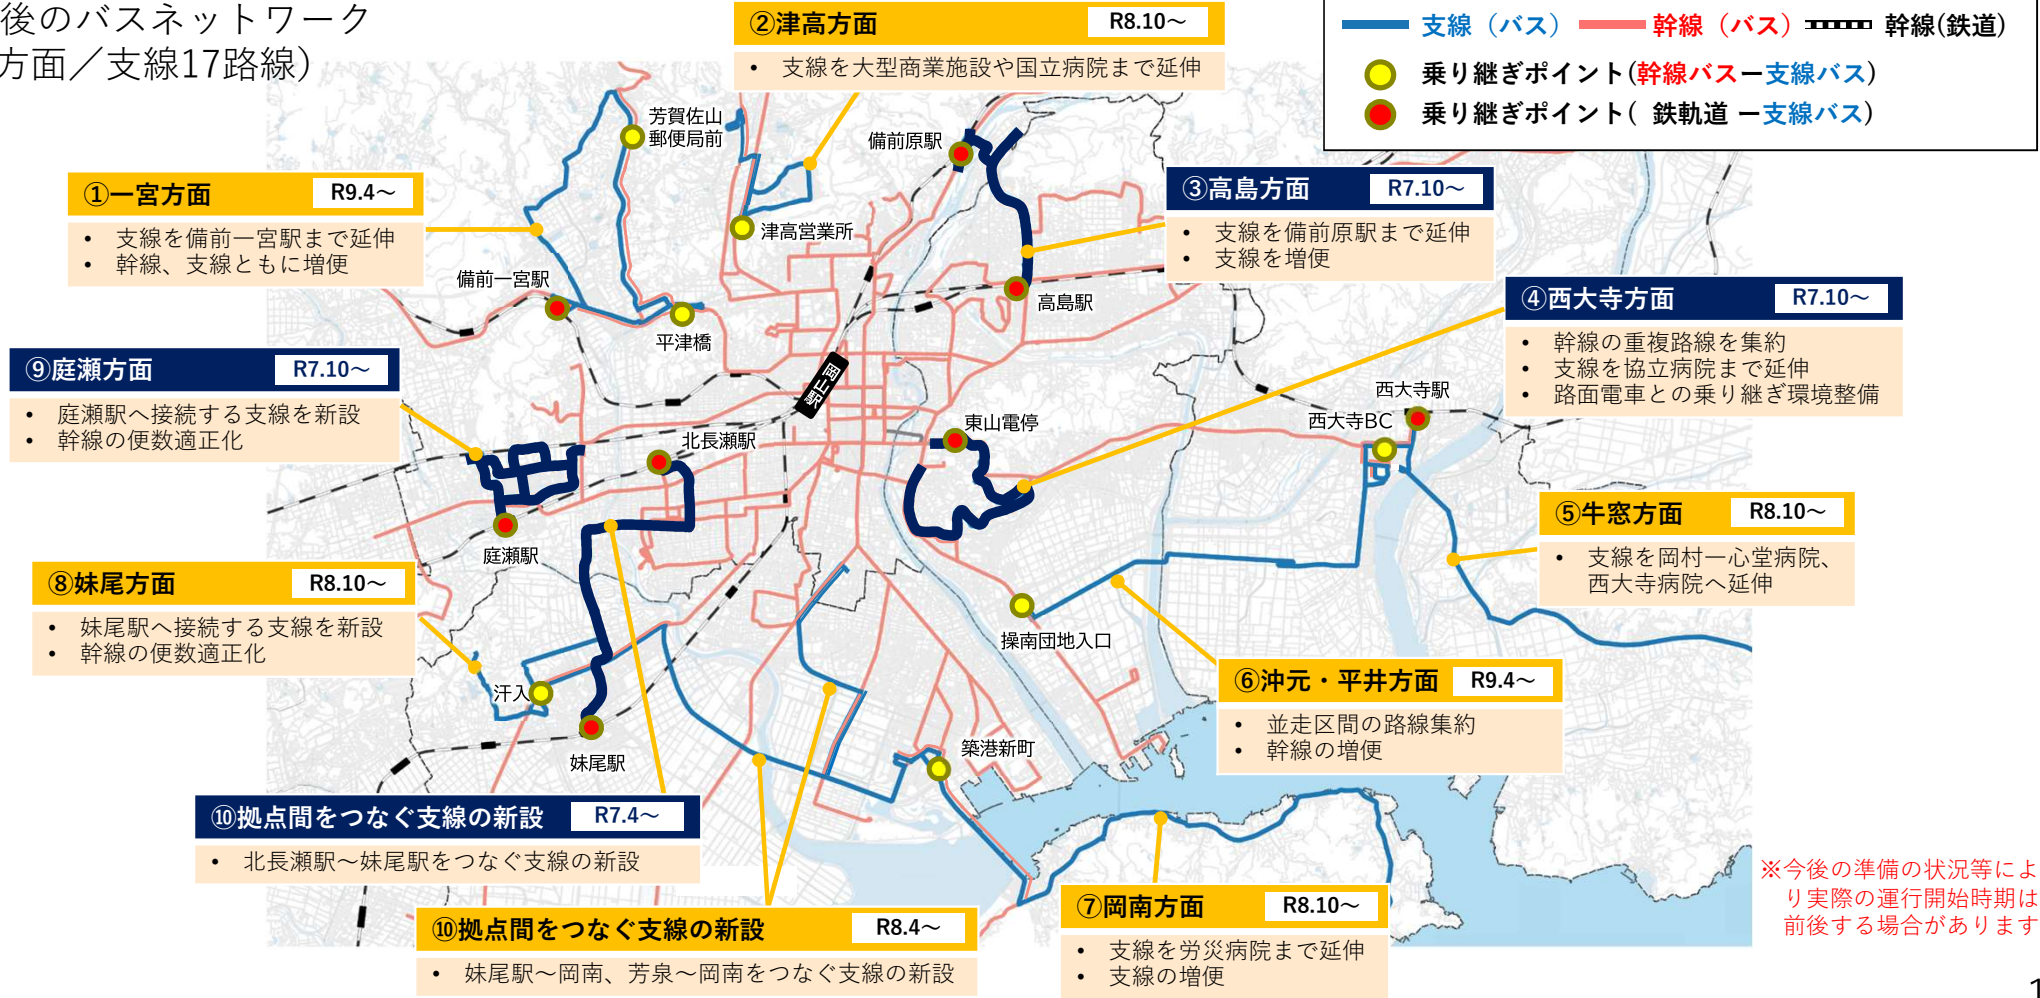 後のバスネットワーク
方面／支線17路線）
支線（バス）
幹線（バス）
幹線(鉄道)
乗り継ぎポイント(幹線バスー支線バス)
乗り継ぎポイント( 鉄軌道 ー支線バス)
②津高方面 R8.10～
• 支線を大型商業施設や国立病院まで延伸
①一宮方面 R9.4～
• 支線を備前一宮駅まで延伸
• 幹線、支線ともに増便
③高島方面 R7.10～
• 支線を備前原駅まで延伸
• 支線を増便
④西大寺方面 R7.10～
• 幹線の重複路線を集約
• 支線を協立病院まで延伸
• 路面電車との乗り継ぎ環境整備
⑨庭瀬方面 R7.10～
• 庭瀬駅へ接続する支線を新設
• 幹線の便数適正化
⑤牛窓方面 R8.10～
• 支線を岡村一心堂病院、
西大寺病院へ延伸
⑧妹尾方面 R8.10～
• 妹尾駅へ接続する支線を新設
• 幹線の便数適正化
⑥沖元・平井方面 R9.4～
• 並走区間の路線集約
• 幹線の増便
⑩拠点間をつなぐ支線の新設 R7.4～
• 北長瀬駅～妹尾駅をつなぐ支線の新設
⑩拠点間をつなぐ支線の新設 R8.4～
• 妹尾駅～岡南、芳泉～岡南をつなぐ支線の新設
⑦岡南方面 R8.10～
• 支線を労災病院まで延伸
• 支線の増便
芳賀佐山
郵便局前
備前原駅
津高営業所
備前一宮駅
高島駅
平津橋
岡山駅
西大寺駅
西大寺BC
東山電停
北長瀬駅
庭瀬駅
操南団地入口
汗入
妹尾駅
築港新町
※今後の準備の状況等によ
り実際の運行開始時期は
前後する場合があります
1